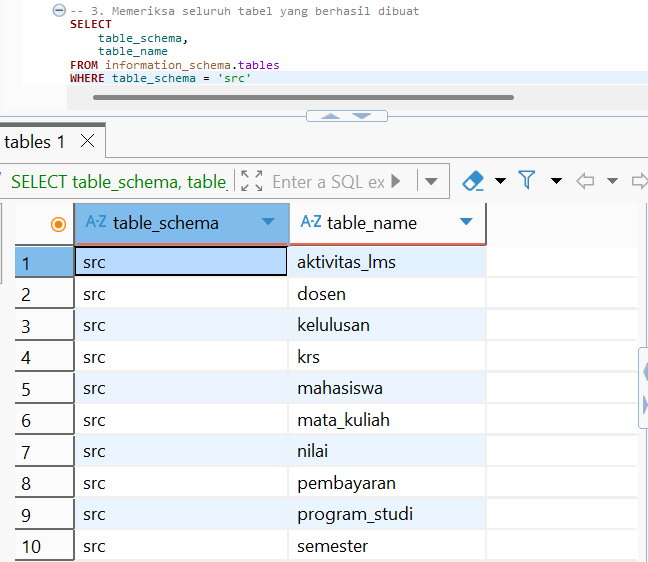 -- 3. Memeriksa seluruh tabel yang berhasil dibuat
SELECT
table_schema,
table_name
FROM information_schema.tables
WHERE table_schema = 'src'
tables 1
SELECT table_schema, table_ Enter a SQL ex
A-Z table_schema A-Z table_name
1 src aktivitas_lms
2 src dosen
3 src kelulusan
4 src krs
5 src mahasiswa
6 src mata_kuliah
7 src nilai
8 src pembayaran
9 src program_studi
10 src semester